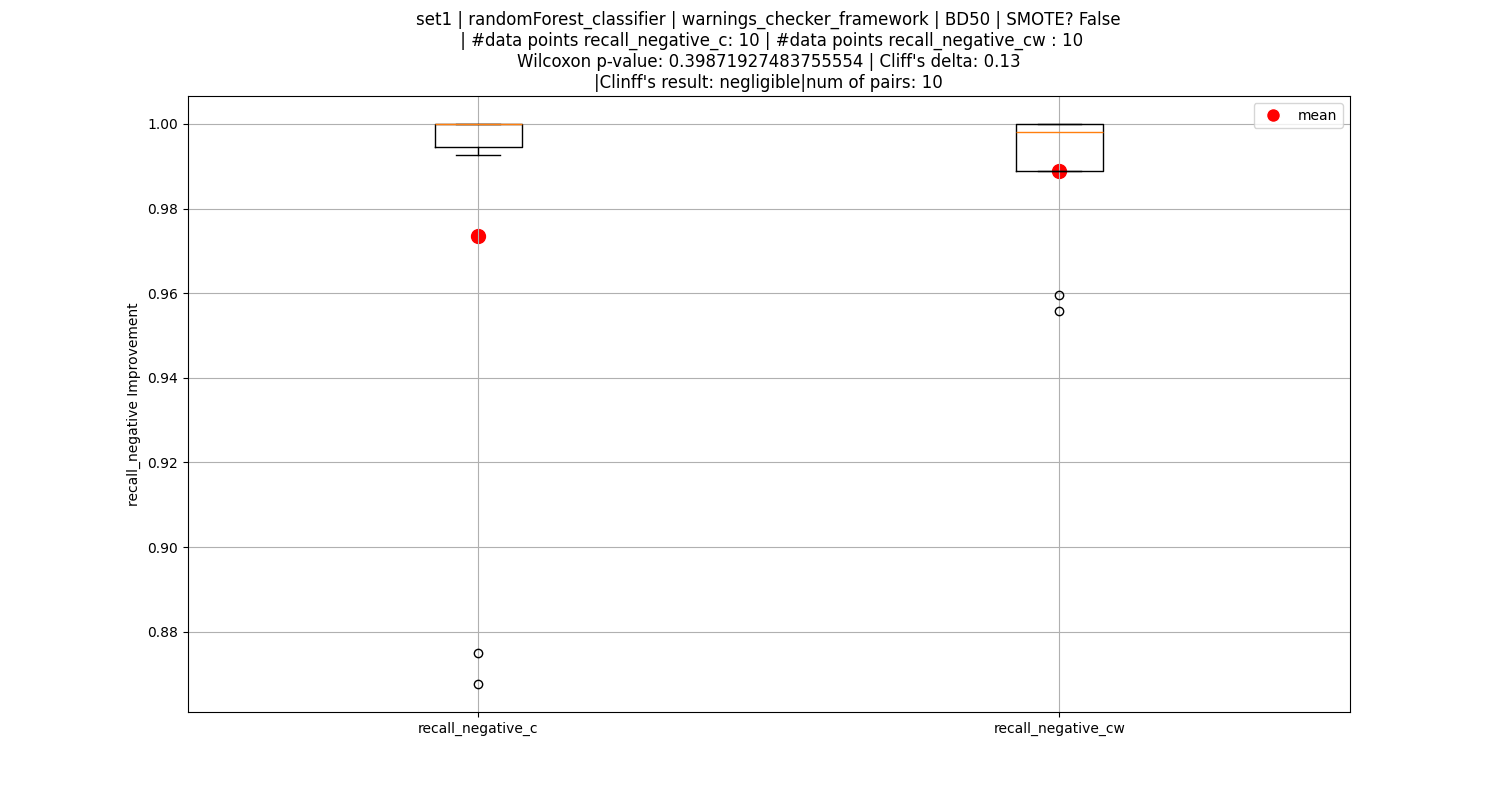 set1 | randomForest_classifier | warnings_checker_framework | BD50 | SMOTE? False
| #data points recall_negative_c: 10 | #data points recall_negative_cw : 10
Wilcoxon p-value: 0.39871927483755554 | Cliff's delta: 0.13
|Clinff's result: negligible|num of pairs: 10
mean
1.00
0.98
0.96
0.94
0.92
0.90
0.88
recall_negative Improvement
recall_negative_c
recall_negative_cw